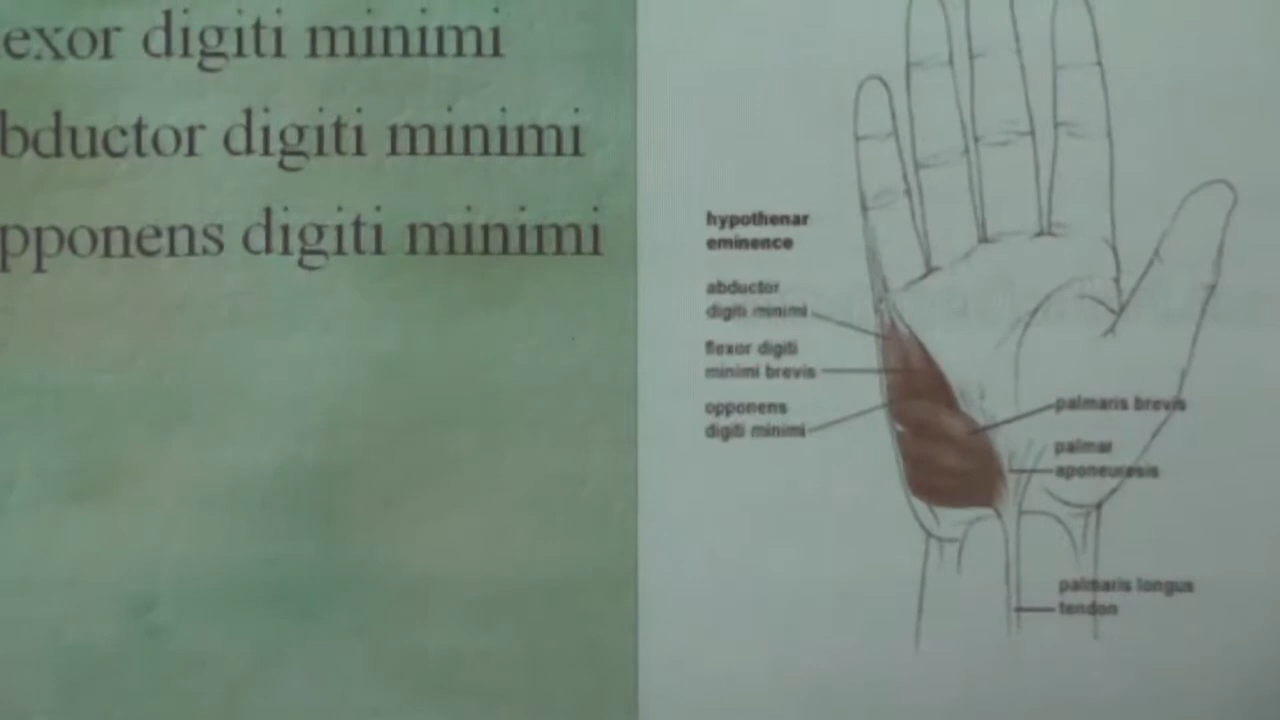 exor digiti minimi
bductor digiti minimi
pponens digiti minimi
hypothenar
eminence
abductor
digiti minimi
flexor digiti
minimi brevis
opponens
digiti minimi
palmaris brevis
palmar
aponeurosis
palmaris longus
tendon